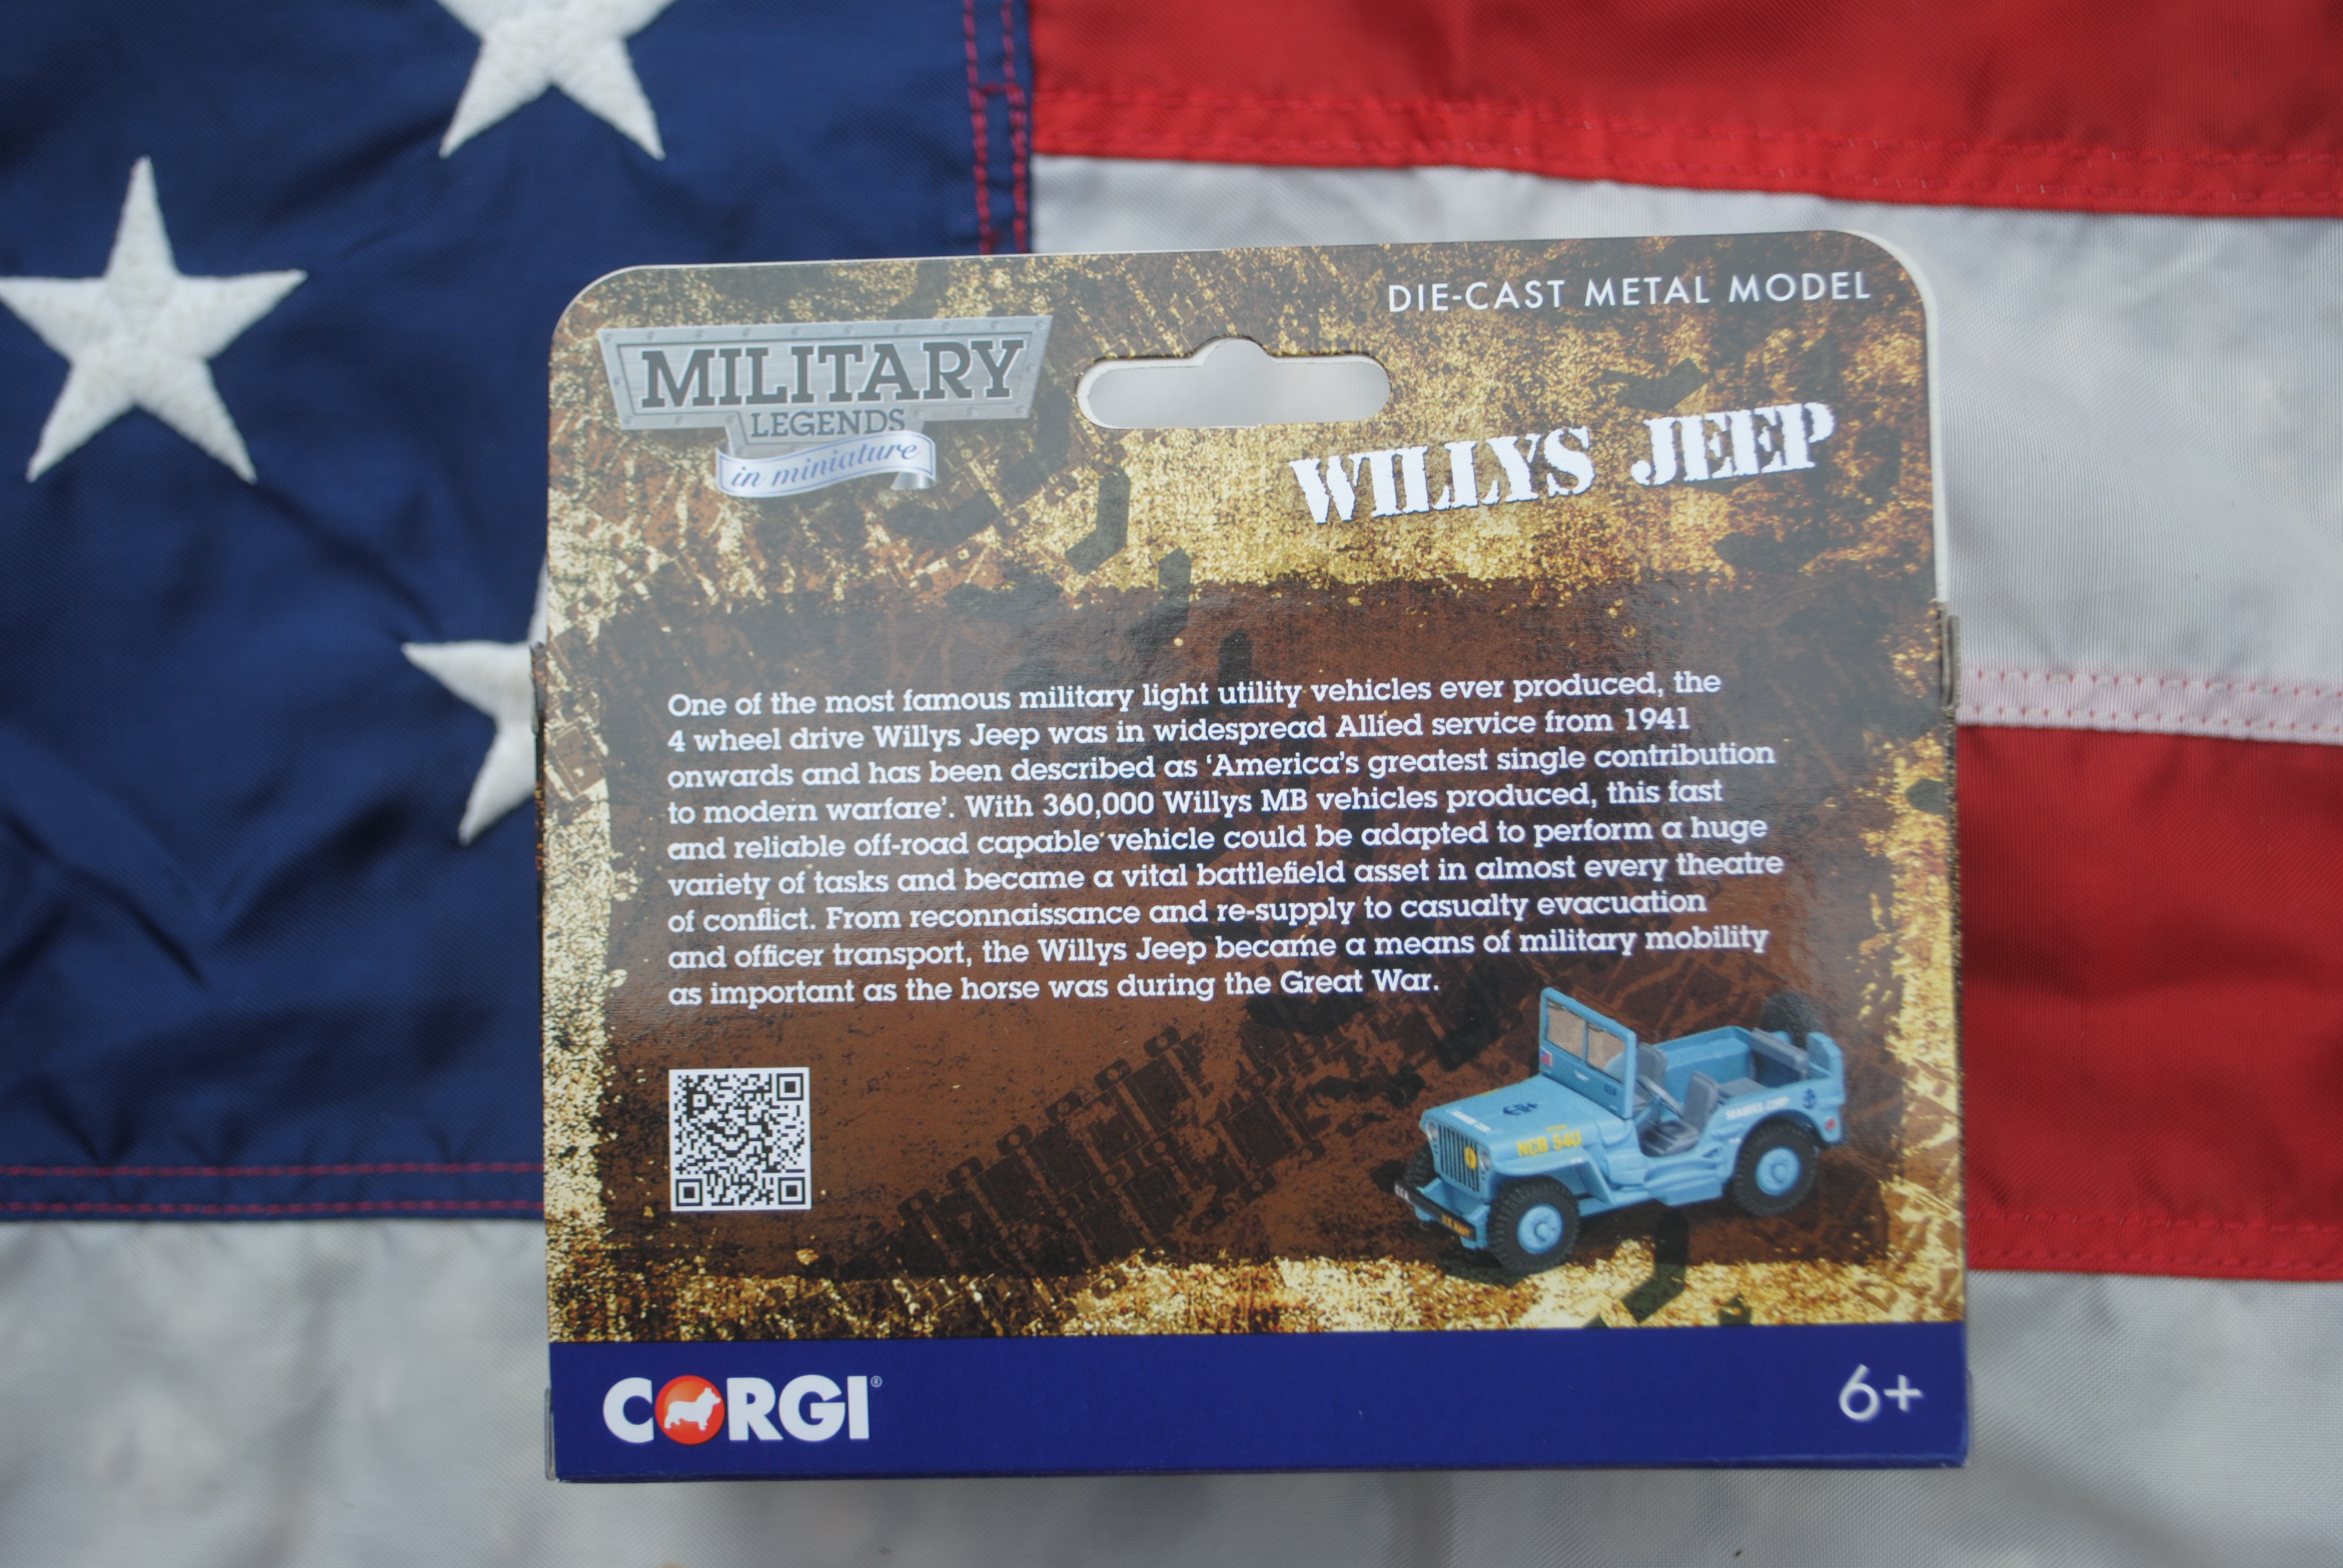 DIE-CAST METAL MODEL
MILITARY
LEGENDS
in miniature
WILLYS JEEP
One of the most famous military light utility vehicles ever produced, the
4 wheel drive Willys Jeep was in widespread Allied service from 1941
onwards and has been described as ‘America’s greatest single contribution
to modern warfare’. With 360,000 Willys MB vehicles produced, this fast
and reliable off-road capable vehicle could be adapted to perform a huge
variety of tasks and became a vital battlefield asset in almost every theatre
of conflict. From reconnaissance and re-supply to casualty evacuation
and officer transport, the Willys Jeep became a means of military mobility
as important as the horse was during the Great War.
NCB 540
CORGI®
6+